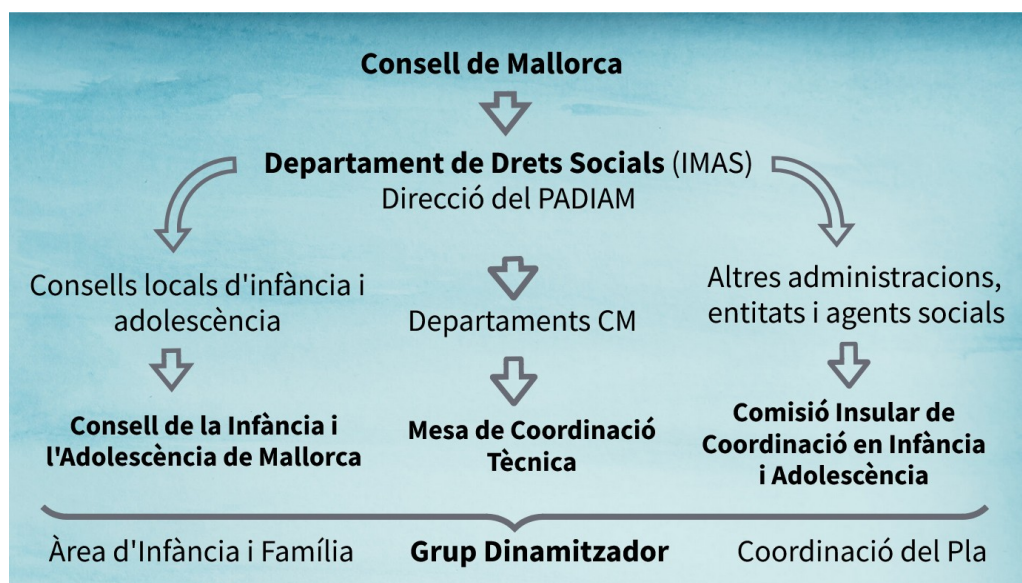 Consell de Mallorca
Departament de Drets Socials (IMAS)
Direcció del PADIAM
Consells locals d'infància i
adolescència
Departaments CM
Altres administracions,
entitats i agents socials
Consell de la Infància i
l'Adolescència de Mallorca
Mesa de Coordinació
Tècnica
Comisió Insular de
Coordinació en Infància
i Adolescència
Àrea d'Infància i Família
Grup Dinamitzador
Coordinació del Pla